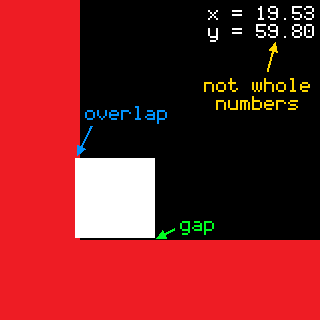 x = 19.53
y = 59.80
not whole
numbers
overlap
gap